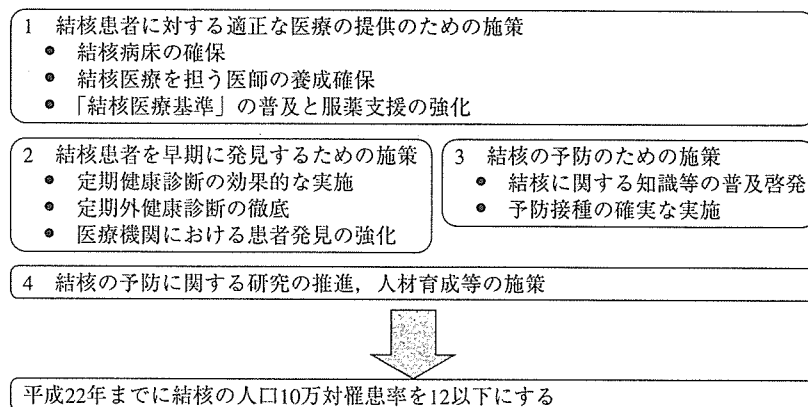 1 結核患者に対する適正な医療の提供のための施策
● 結核病床の確保
● 結核医療を担う医師の養成確保
● 「結核医療基準」の普及と服薬支援の強化
2 結核患者を早期に発見するための施策
● 定期健康診断の効果的な実施
● 定期外健康診断の徹底
● 医療機関における患者発見の強化
3 結核の予防のための施策
● 結核に関する知識等の普及啓発
● 予防接種の確実な実施
4 結核の予防に関する研究の推進，人材育成等の施策
平成22年までに結核の人口10万対罹患率を12以下にする